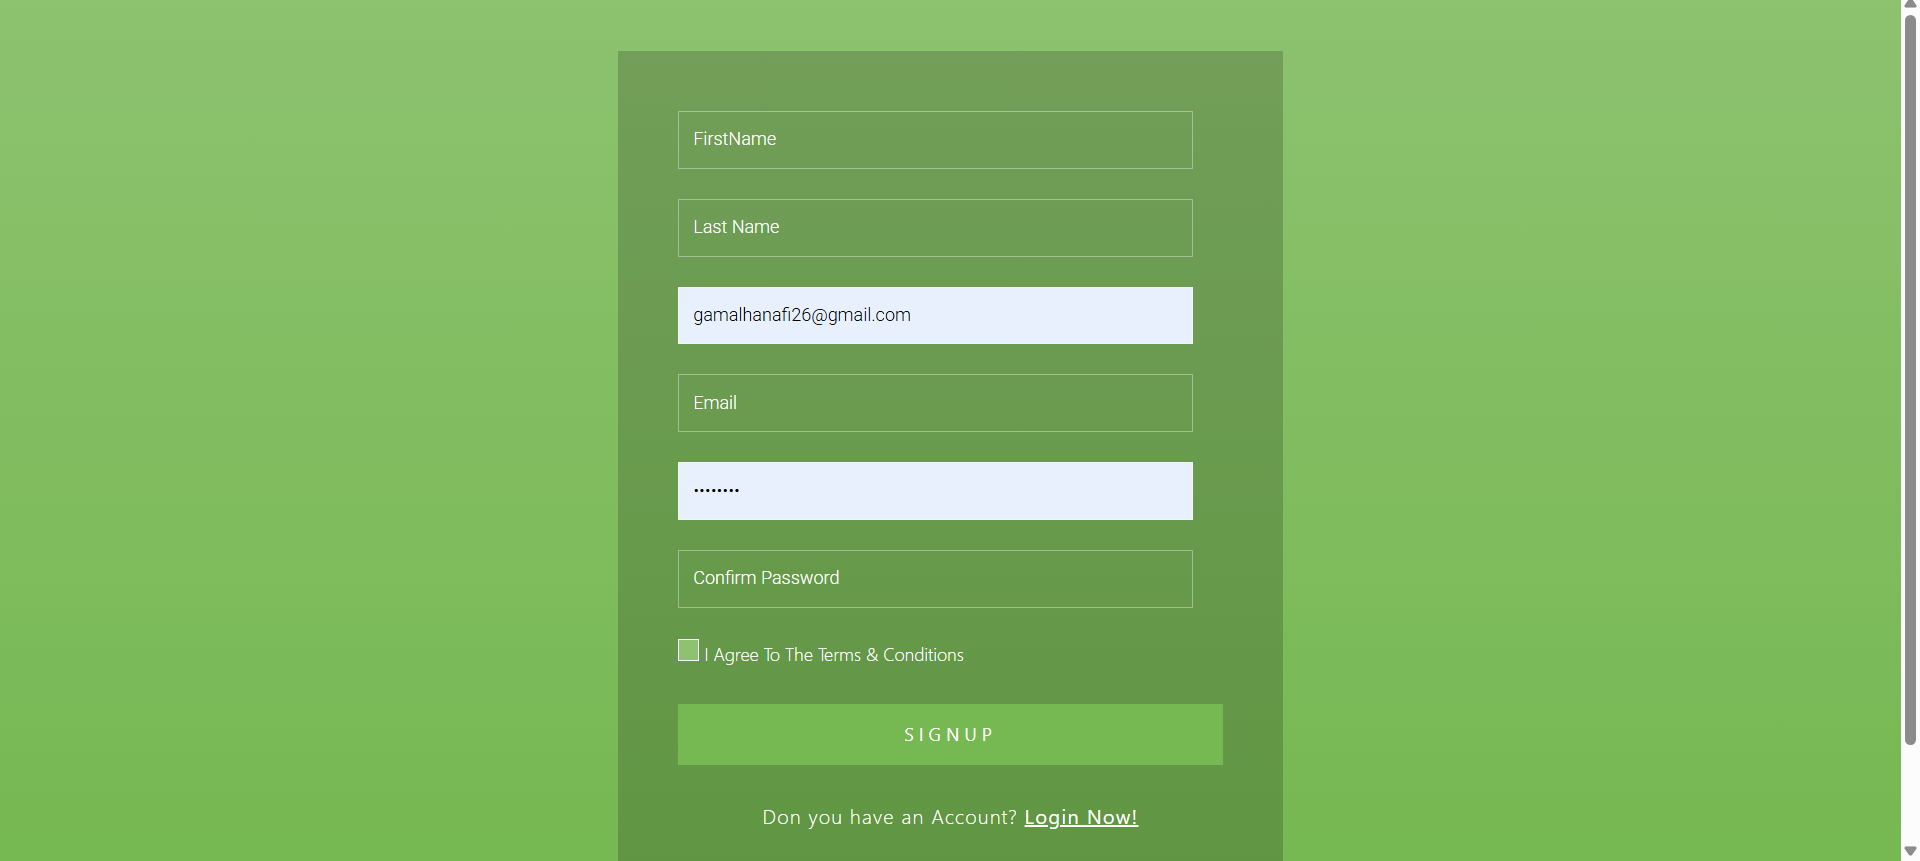 FirstName
Last Name
gamalhanafi26@gmail.com
Email
••••••••
Confirm Password
I Agree To The Terms & Conditions
SIGNUP
Don you have an Account? Login Now!